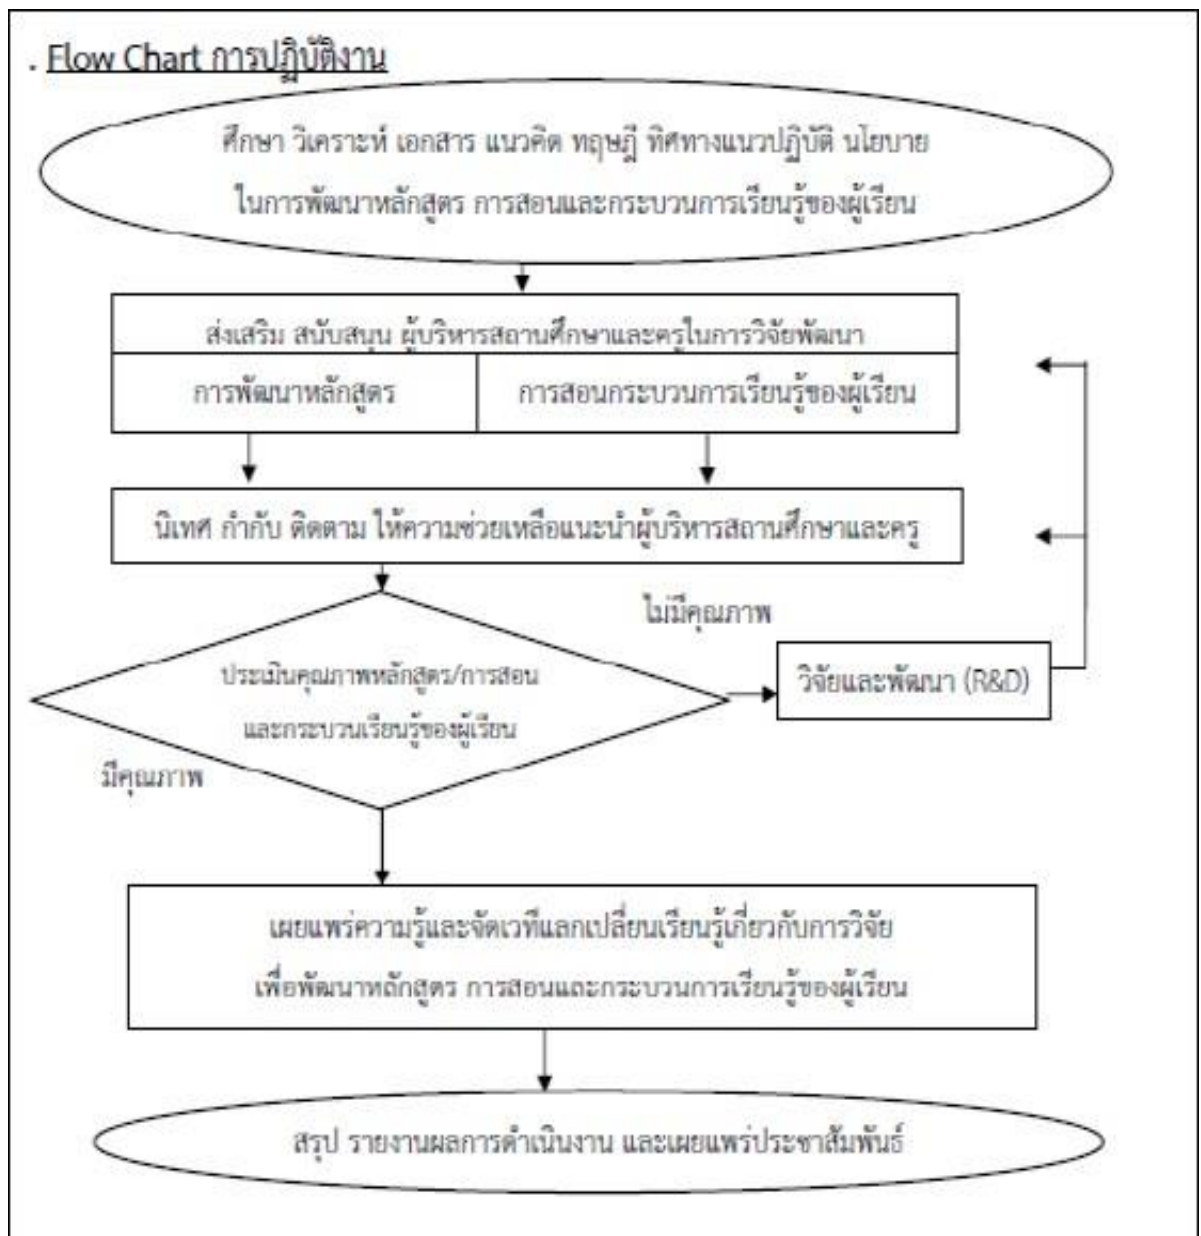 . Flow Chart การปฏิบัติงาน
ศึกษา วิเคราะห์ เอกสาร แนวคิด ทฤษฎี ทิศทางแนวปฏิบัติ นโยบาย
ในการพัฒนาหลักสูตร การสอนและกระบวนการเรียนรู้ของผู้เรียน
ส่งเสริม สนับสนุน ผู้บริหารสถานศึกษาและครูในการวิจัยพัฒนา
การพัฒนาหลักสูตร
การสอนกระบวนการเรียนรู้ของผู้เรียน
นิเทศ กำกับ ติดตาม ให้ความช่วยเหลือแนะนำผู้บริหารสถานศึกษาและครู
ไม่มีคุณภาพ
ประเมินคุณภาพหลักสูตร/การสอน
และกระบวนเรียนรู้ของผู้เรียน
วิจัยและพัฒนา (R&D)
มีคุณภาพ
เผยแพร่ความรู้และจัดเวทีแลกเปลี่ยนเรียนรู้เกี่ยวกับการวิจัย
เพื่อพัฒนาหลักสูตร การสอนและกระบวนการเรียนรู้ของผู้เรียน
สรุป รายงานผลการดำเนินงาน และเผยแพร่ประชาสัมพันธ์